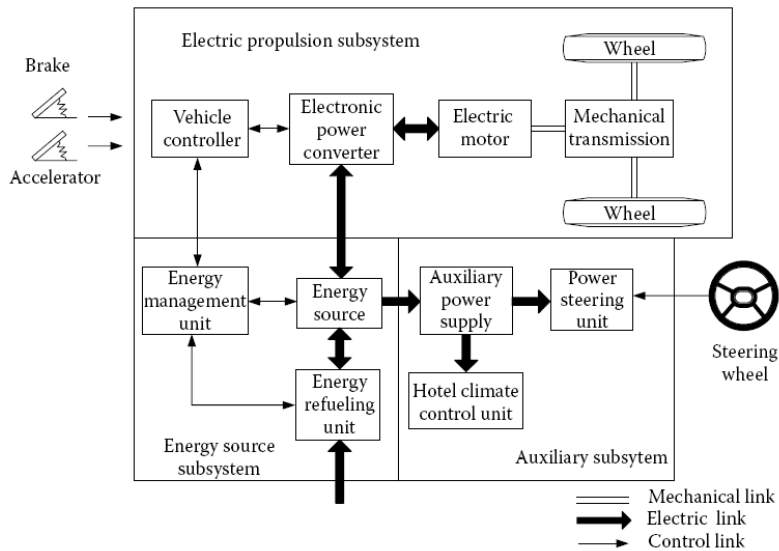 Electric propulsion subsystem
Brake
Accelerator
Vehicle
controller
Electronic
power
converter
Electric
motor
Mechanical
transmission
Wheel
Wheel
Energy
management
unit
Energy
source
Auxiliary
power
supply
Power
steering
unit
Steering
wheel
Energy
refueling
unit
Hotel climate
control unit
Energy source
subsystem
Auxiliary subsytem
Mechanical link
Electric link
Control link